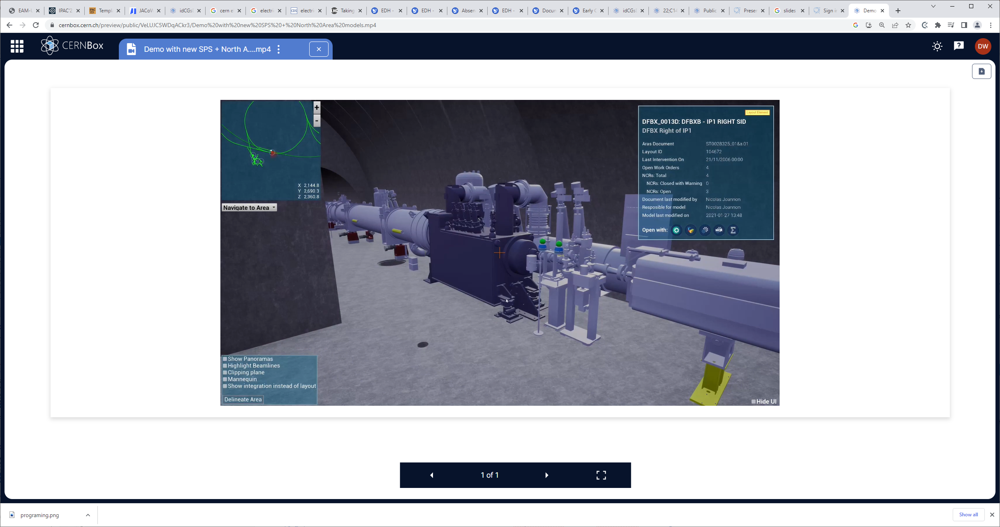 EAM-
IPAC'2
Templ
JACoW
idCGs
cern e
electri
electri
Taking
EDH -
EDH -
Absen
EDH -
Docun
Early C
idCGs
22;C14
Public
Preser
slides
Sign in
Demo
cernbox.cern.ch/preview/public/VeLUJC5WDqACkr3/Demo%20with%20new%20SPS%20+%20North%20Area%20models.mp4
CERNBox
Demo with new SPS + North A....mp4
DW
+
-
X 2,144.8
Y 2,690.3
Z 2,360.8
Navigate to Area
Layout Element
DFBX_0013D: DFBXB - IP1 RIGHT SID
DFBX Right of IP1
Aras Document ST0028325_01&a.01
Layout ID 104672
Last Intervention On 21/11/2006 00:00
Open Work Orders 4
NCRs: Total 4
NCRs: Closed with Warning 0
NCRs: Open 3
Document last modified by Nicolas Joannon
Resposible for model Nicolas Joannon
Model last modified on 2021-01-27 13:48
Open with: NCR Σ
Show Panoramas
Highlight Beamlines
Clipping plane
Mannequin
Show integration instead of layout
Delineate Area
Hide UI
1 of 1
programing.png
Show all